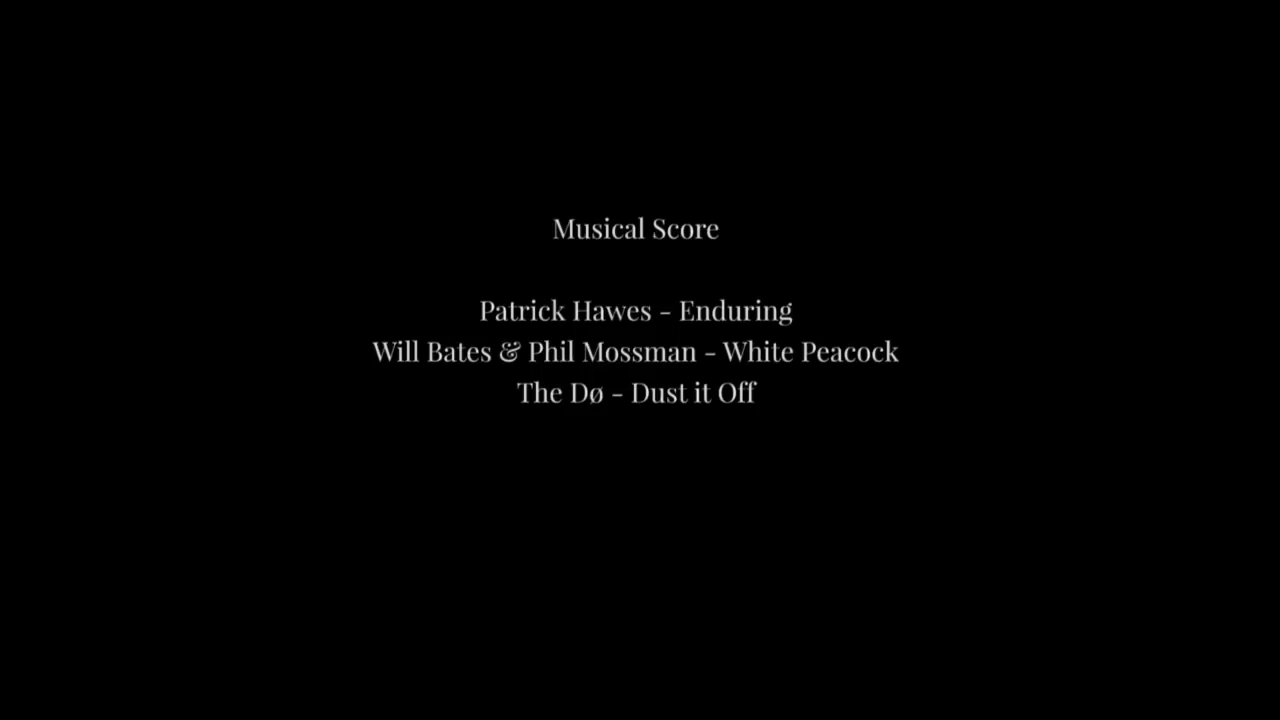 Musical Score
Patrick Hawes - Enduring
Will Bates & Phil Mossman - White Peacock
The Dø - Dust it Off